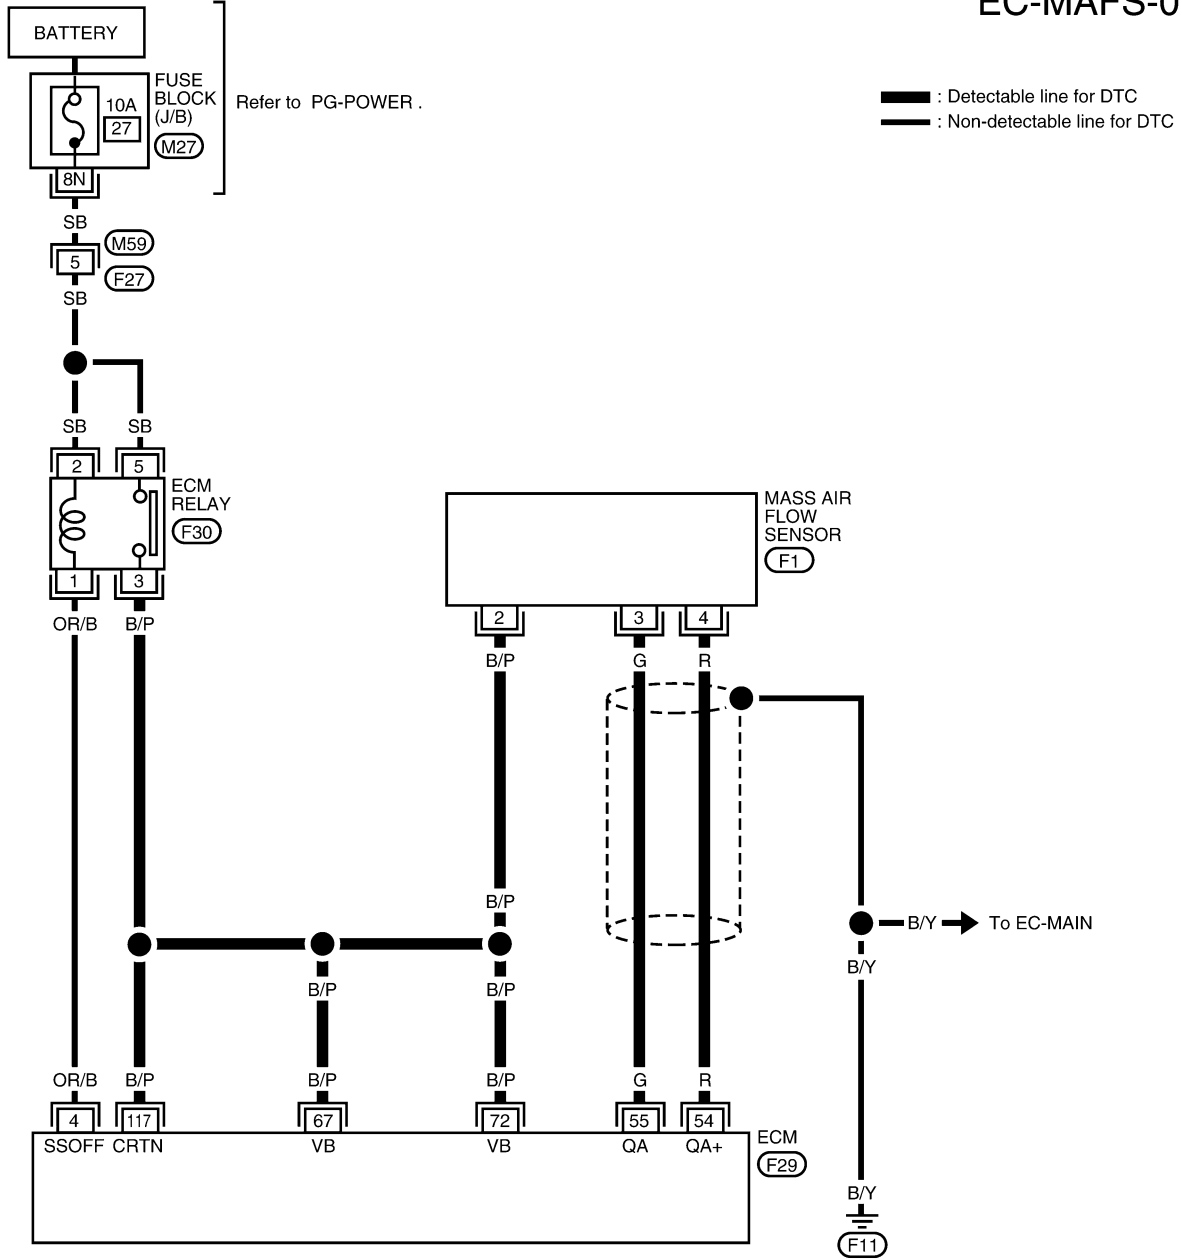 EC-MAFS-0
BATTERY
FUSE
BLOCK
(J/B)
M27
10A
27
8N
Refer to PG-POWER .
: Detectable line for DTC
: Non-detectable line for DTC
SB
M59
5
F27
SB
SB SB
2 5
ECM
RELAY
F30
1 3
OR/B B/P
MASS AIR
FLOW
SENSOR
F1
2 3 4
B/P G R
B/P
B/Y To EC-MAIN
B/Y
B/P B/P
OR/B B/P B/P B/P G R
4 117 67 72 55 54
SSOFF CRTN VB VB QA QA+
ECM
F29
B/Y
F11